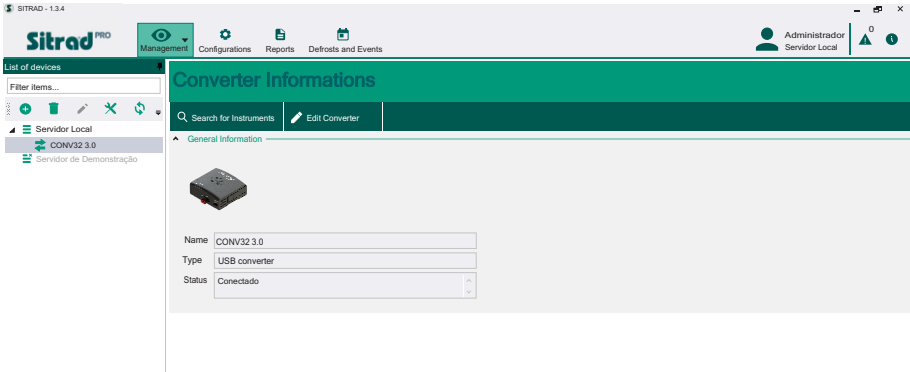 SITRAD - 1.3.4
Sitrad PRO
Management
Configurations
Reports
Defrosts and Events
Administrador
Servidor Local
0
List of devices
Filter items...
Servidor Local
CONV32 3.0
Servidor de Demonstração
Converter Informations
Search for Instruments
Edit Converter
General Information
Name CONV32 3.0
Type USB converter
Status Conectado